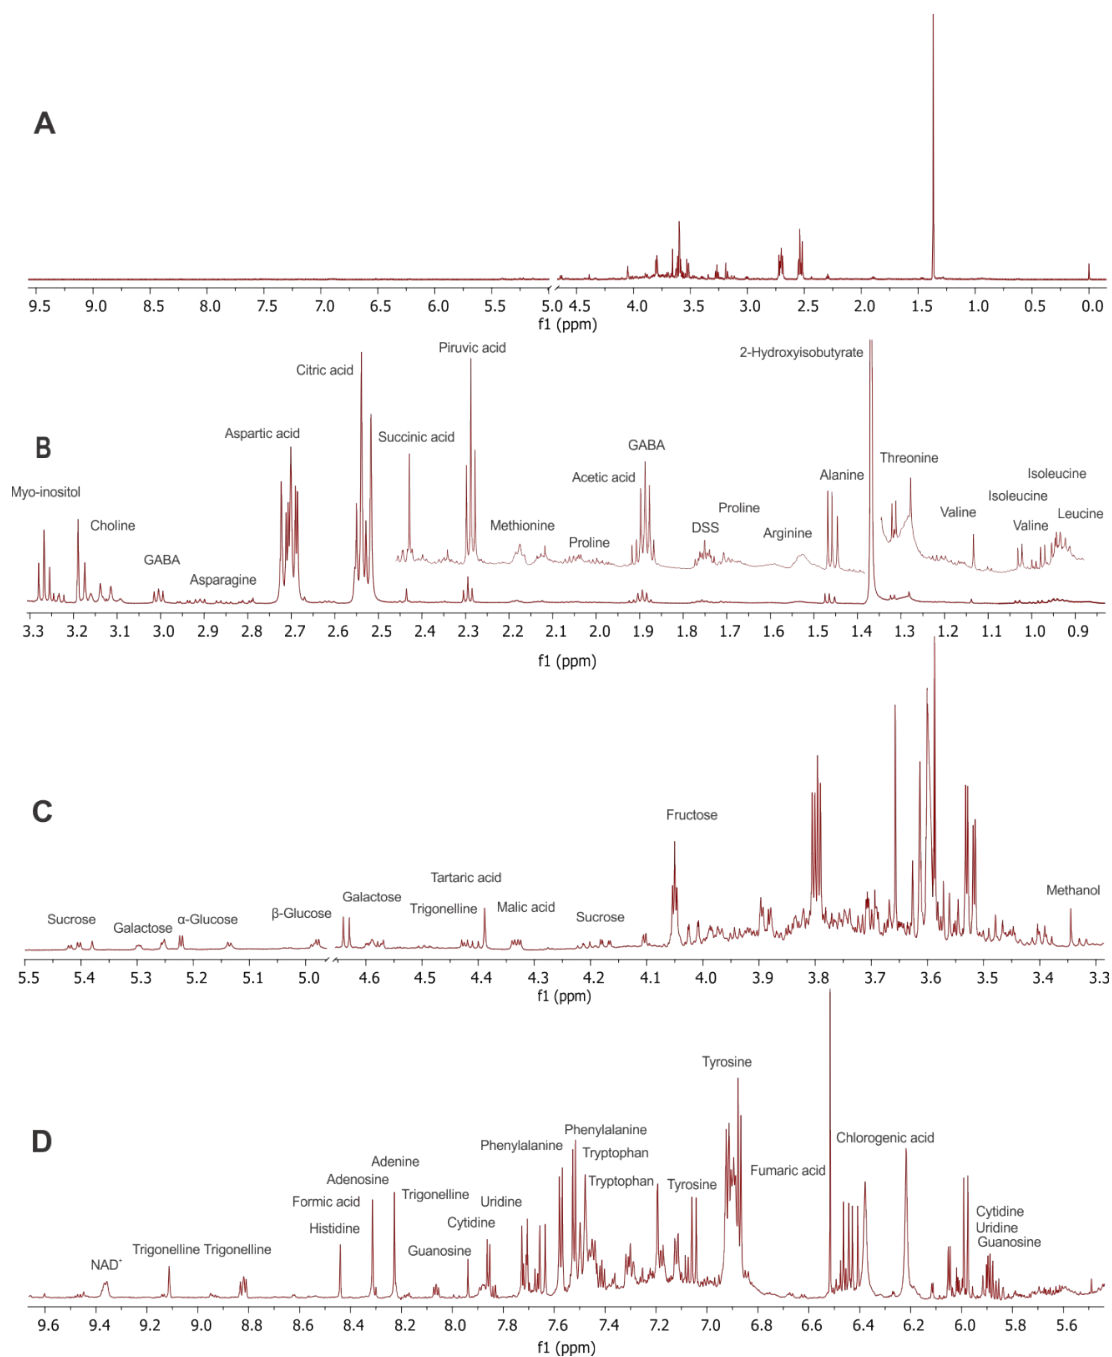 A
9.5 9.0 8.5 8.0 7.5 7.0 6.5 6.0 5.5 5.0 4.5 4.0 3.5 3.0 2.5 2.0 1.5 1.0 0.5 0.0
f1 (ppm)
B
Piruvic acid
2-Hydroxyisobutyrate
Citric acid
Aspartic acid
Succinic acid
GABA
Threonine
Isoleucine
Myo-inositol
Acetic acid
Alanine
Isoleucine
Choline
Methionine
Proline
Valine
Valine
Leucine
GABA
DSS
Arginine
Asparagine
Proline
3.3 3.2 3.1 3.0 2.9 2.8 2.7 2.6 2.5 2.4 2.3 2.2 2.1 2.0 1.9 1.8 1.7 1.6 1.5 1.4 1.3 1.2 1.1 1.0 0.9
f1 (ppm)
C
Fructose
Tartaric acid
Galactose
Trigonelline
Malic acid
Methanol
Sucrose
Galactose
α-Glucose
β-Glucose
Sucrose
5.5 5.4 5.3 5.2 5.1 5.0 4.6 4.5 4.4 4.3 4.2 4.1 4.0 3.9 3.8 3.7 3.6 3.5 3.4 3.3
f1 (ppm)
D
Tyrosine
Phenylalanine
Phenylalanine
Tryptophan
Chlorogenic acid
Adenine
Adenosine
Trigonelline
Tryptophan
Tyrosine
Fumaric acid
Formic acid
Uridine
Histidine
Cytidine
Cytidine
Uridine
Guanosine
Guanosine
NAD+
Trigonelline Trigonelline
9.6 9.4 9.2 9.0 8.8 8.6 8.4 8.2 8.0 7.8 7.6 7.4 7.2 7.0 6.8 6.6 6.4 6.2 6.0 5.8 5.6
f1 (ppm)